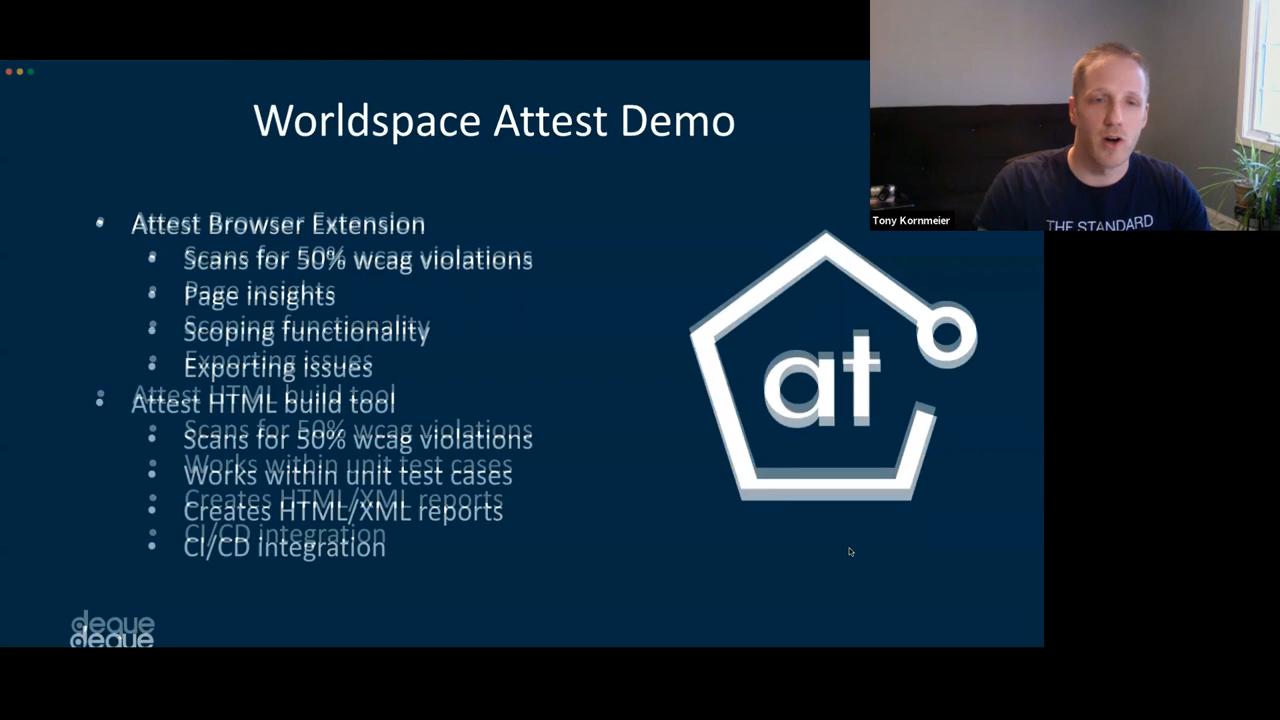 Worldspace Attest Demo
Attest Browser Extension
Scans for 50% wcag violations
Page insights
Scoping functionality
Exporting issues
Attest HTML build tool
Scans for 50% wcag violations
Works within unit test cases
Creates HTML/XML reports
CI/CD integration
at
deque
Tony Kornmeier
THE STANDARD